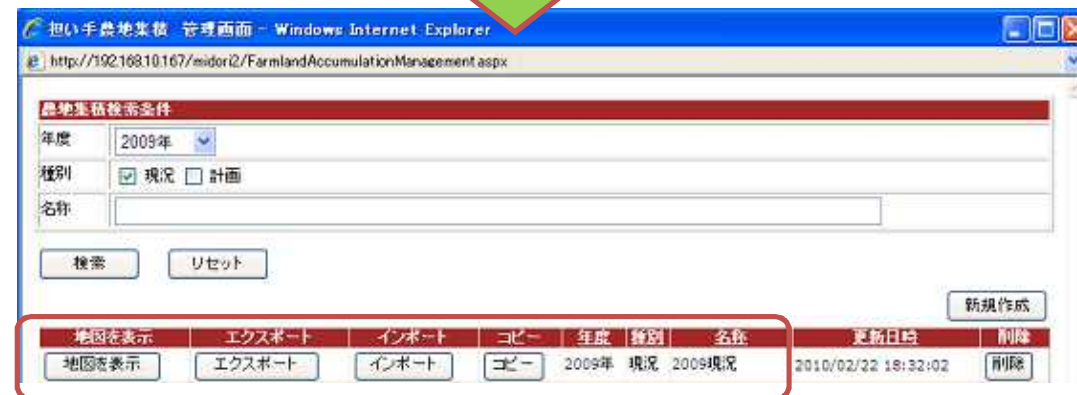 担い手農地集積 管理画面 - Windows Internet Explorer
http://192.168.10.167/midori2/FarmlandAccumulationManagement.aspx
農地集積検索条件
年度 2009年
種別 現況 計画
名称
検索 リセット
新規作成
地図を表示 エクスポート インポート コピー 年度 種別 名称 更新日時 削除
地図を表示 エクスポート インポート コピー 2009年 現況 2009現況 2010/02/22 18:32:02 削除